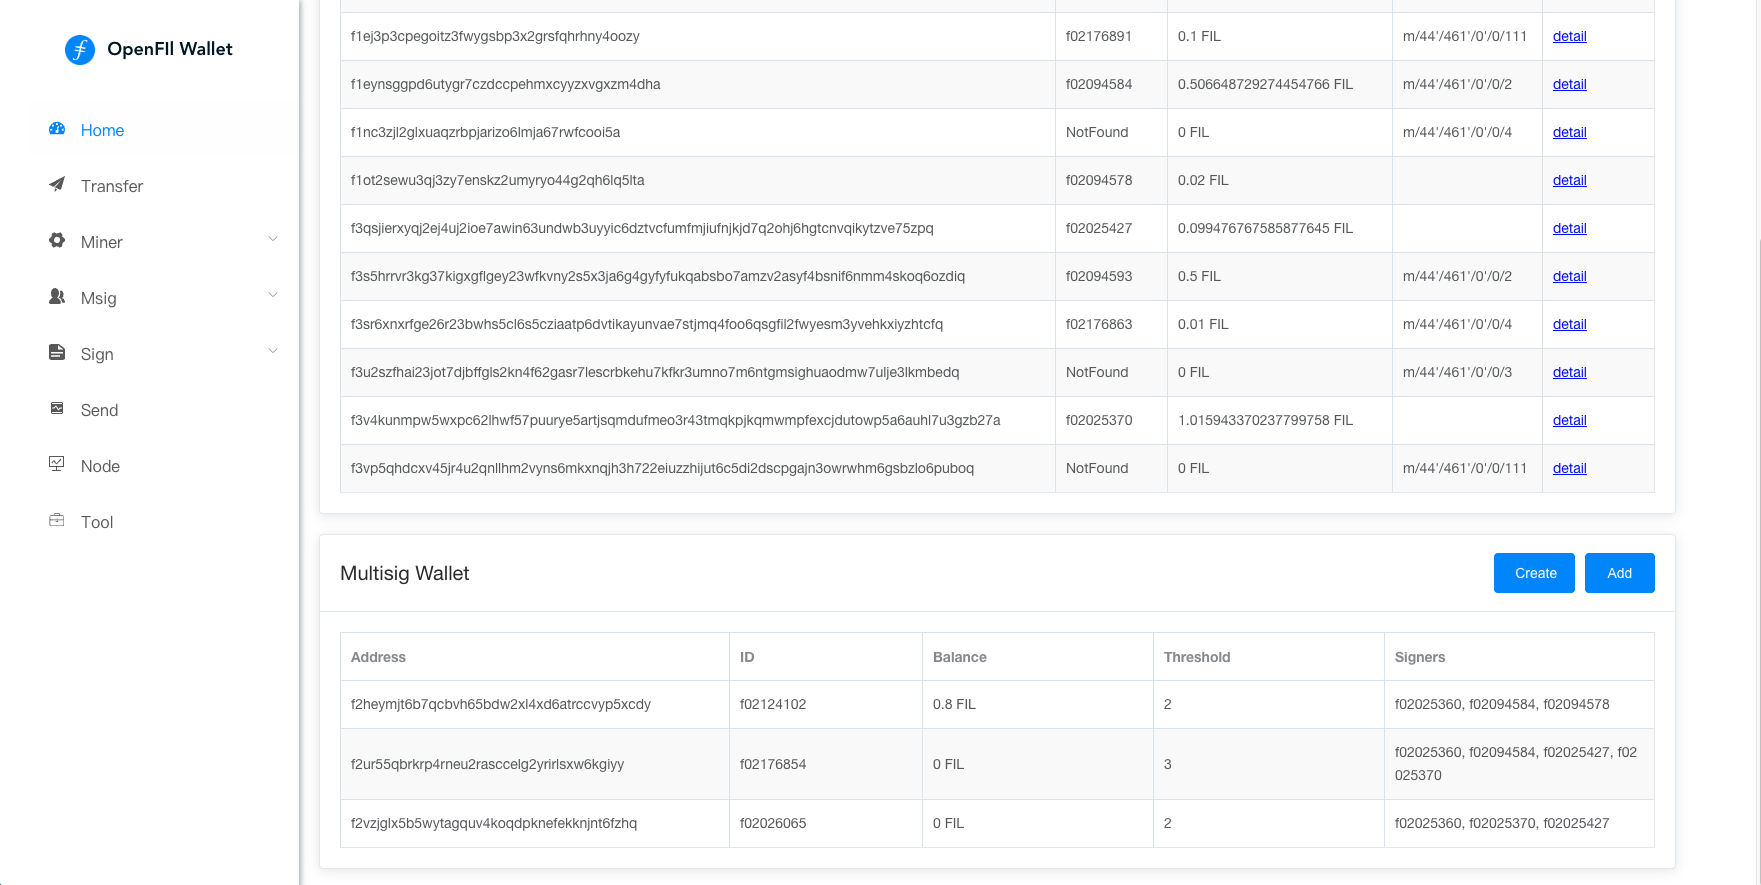 OpenFIl Wallet
Home
Transfer
Miner
Msig
Sign
Send
Node
Tool
f1ej3p3cpegoitz3fwygsbp3x2grsfqhrhny4oozy f02176891 0.1 FIL m/44'/461'/0'/0/111 detail
f1eynsggpd6utygr7czdccpehmxcyyzxvgxzm4dha f02094584 0.506648729274454766 FIL m/44'/461'/0'/0/2 detail
f1nc3zjl2glxuaqzrbpjarizo6lmja67rwfcooi5a NotFound 0 FIL m/44'/461'/0'/0/4 detail
f1ot2sewu3qj3zy7enskz2umyryo44g2qh6lq5lta f02094578 0.02 FIL detail
f3qsjierxyqj2ej4uj2ioe7awin63undwb3uyyic6dztvcfumfmjiufnjkjd7q2ohj6hgtcnvqikytzve75zpq f02025427 0.099476767585877645 FIL detail
f3s5hrrvr3kg37kigxgflgey23wfkvny2s5x3ja6g4gyfyfukqabsbo7amzv2asyf4bsnif6nmm4skoq6ozdiq f02094593 0.5 FIL m/44'/461'/0'/0/2 detail
f3sr6xnxrfge26r23bwhs5cl6s5cziaatp6dvtikayunvae7stjmq4foo6qsgfil2fwyesm3yvehkxiyzhtcfq f02176863 0.01 FIL m/44'/461'/0'/0/4 detail
f3u2szfhai23jot7djbffgls2kn4f62gasr7lescrbkehu7kfkr3umno7m6ntgmsighuaodmw7ulje3lkmbedq NotFound 0 FIL m/44'/461'/0'/0/3 detail
f3v4kunmpw5wxpc62lhwf57puurye5artjsqmdufmeo3r43tmqkpjkqmwmpfexcjdutowp5a6auhl7u3gzb27a f02025370 1.015943370237799758 FIL detail
f3vp5qhdcxv45jr4u2qnllhm2vyns6mkxnqjh3h722eiuzzhijut6c5di2dscpgajn3owrwhm6gsbzlo6puboq NotFound 0 FIL m/44'/461'/0'/0/111 detail
Multisig Wallet Create Add
Address ID Balance Threshold Signers
f2heymjt6b7qcbvh65bdw2xl4xd6atrccvyp5xcdy f02124102 0.8 FIL 2 f02025360, f02094584, f02094578
f2ur55qbrkrp4rneu2rasccelg2yrirlsxw6kgiyy f02176854 0 FIL 3 f02025360, f02094584, f02025427, f02
025370
f2vzjglx5b5wytagquv4koqdpknefekknjnt6fzhq f02026065 0 FIL 2 f02025360, f02025370, f02025427